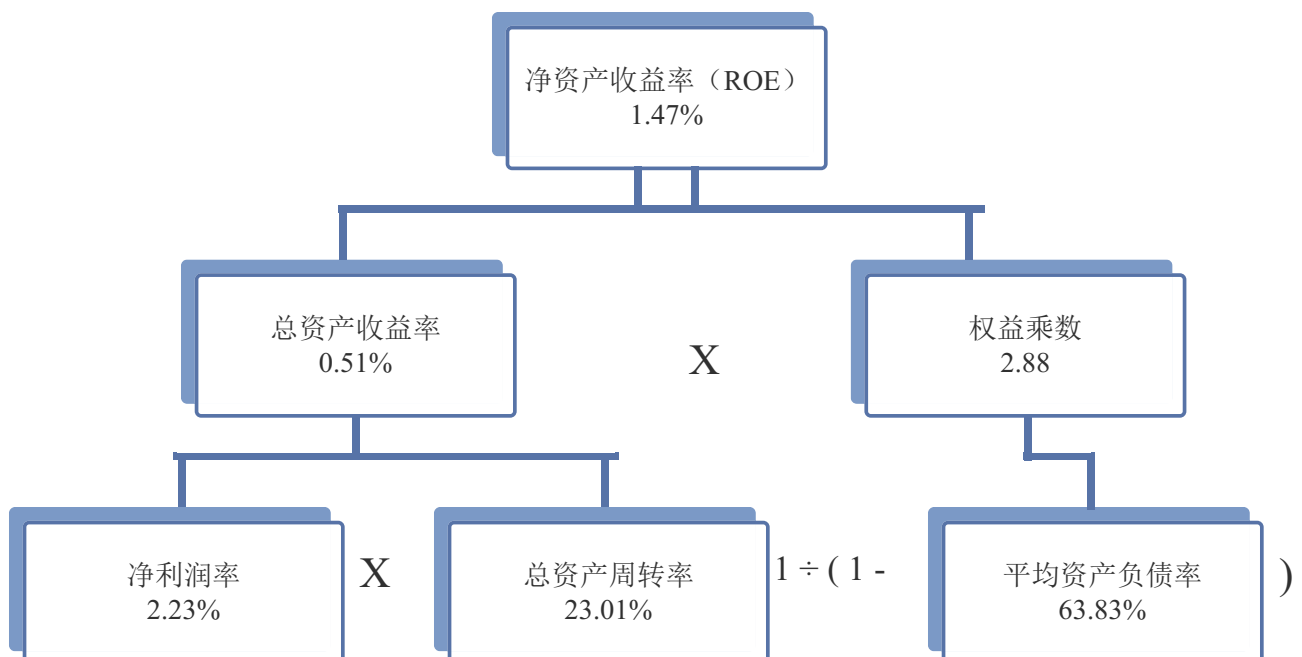 净资产收益率（ROE）
1.47%
总资产收益率
0.51%
X
权益乘数
2.88
净利润率
2.23%
X
总资产周转率
23.01%
1 ÷ ( 1 -
平均资产负债率
63.83%
)